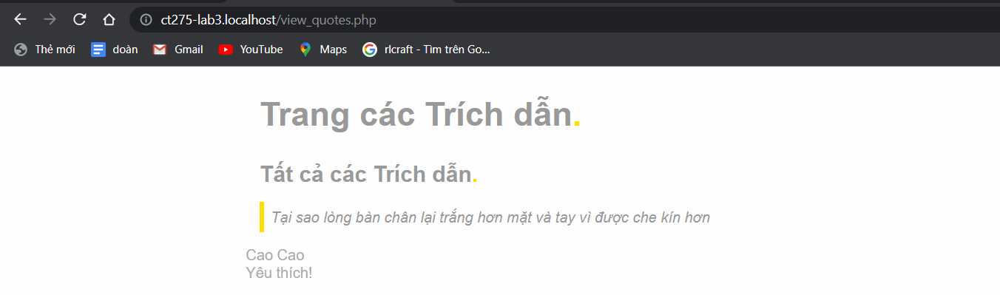 ct275-lab3.localhost/view_quotes.php
Thẻ mới doàn Gmail YouTube Maps rlcraft - Tìm trên Go...
Trang các Trích dẫn.
Tất cả các Trích dẫn.
Tại sao lòng bàn chân lại trắng hơn mặt và tay vì được che kín hơn
Cao Cao
Yêu thích!